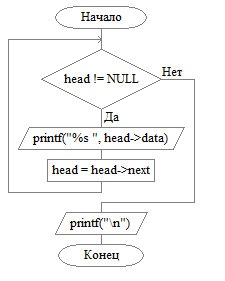 Начало
head != NULL
Нет
Да
printf("%s ", head->data)
head = head->next
printf("\n")
Конец